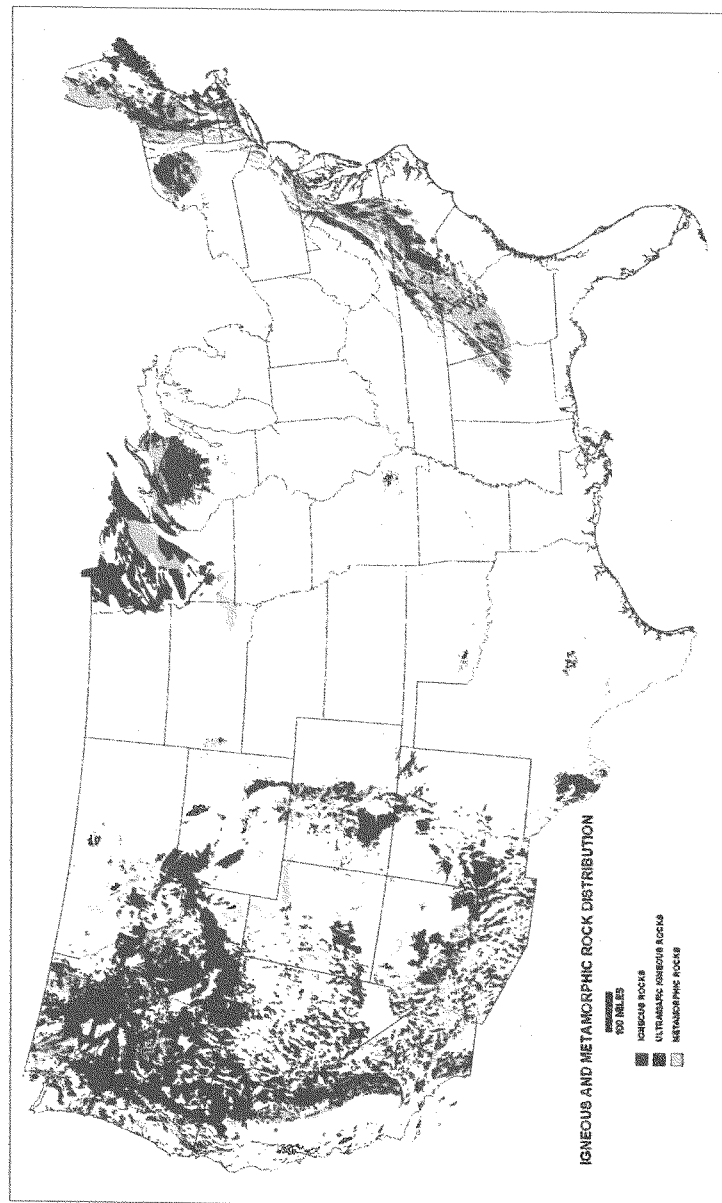 IGNEOUS AND METAMORPHIC ROCK DISTRIBUTION
100 MILES
IGNEOUS ROCKS
ULTRAMAFIC IGNEOUS ROCKS
METAMORPHIC ROCKS